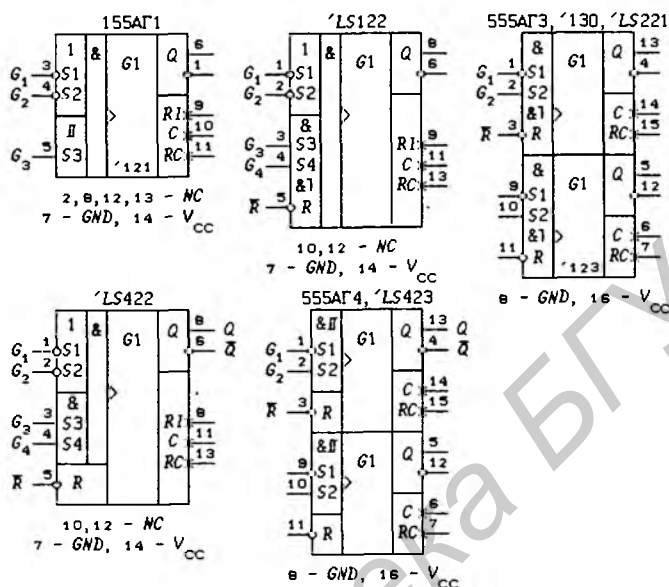 155АГ1
1 & G1 Q 6
G1 3 S1 1
G2 4 S2
RI 9
C 10
G3 5 S3 RC 11
'121
2,8,12,13 - NC
7 - GND, 14 - VCC
'LS122
1 & G1 Q 8
G1 1 S1 6
G2 2 S2
&
G3 3 S3 RI 9
G4 4 S4 C 11
&1 RC 13
R̅ 5 R
10,12 - NC
7 - GND, 14 - VCC
555АГ3,'130,'LS221
& G1 Q 13
G1 1 S1 4
G2 2 S2
&1 C 14
R̅ 3 R RC 15
& G1 Q 5
9 S1 12
10 S2
&1 C 6
11 R RC 7
'123
8 - GND, 16 - VCC
'LS422
1 & G1 Q 8 Q
G1 1 S1 6 Q̅
G2 2 S2
&
G3 3 S3 RI 8
G4 4 S4 C 11
RC 13
R̅ 5 R
10,12 - NC
7 - GND, 14 - VCC
555АГ4,'LS423
& G1 Q 13 Q
G1 1 S1 4 Q̅
G2 2 S2
C 14
R̅ 3 R RC 15
& G1 Q 5
9 S1 12
10 S2
C 6
11 R RC 7
8 - GND, 16 - VCC
ека БГУ